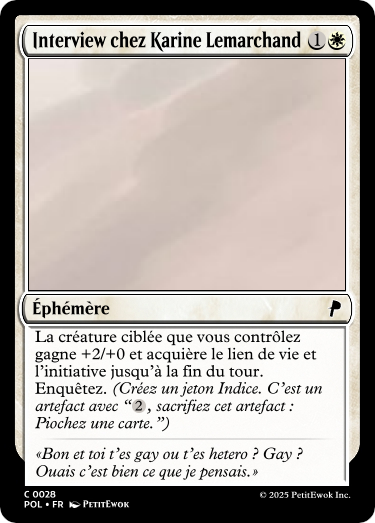 Interview chez Karine Lemarchand 1
Éphémère
La créature ciblée que vous contrôlez
gagne +2/+0 et acquière le lien de vie et
l'initiative jusqu'à la fin du tour.
Enquêtez. (Créez un jeton Indice. C'est un
artefact avec “2, sacrifiez cet artefact :
Piochez une carte.”)
«Bon et toi t'es gay ou t'es hetero ? Gay ?
Ouais c'est bien ce que je pensais.»
C 0028
POL • FR PetitEwok
© 2025 PetitEwok Inc.